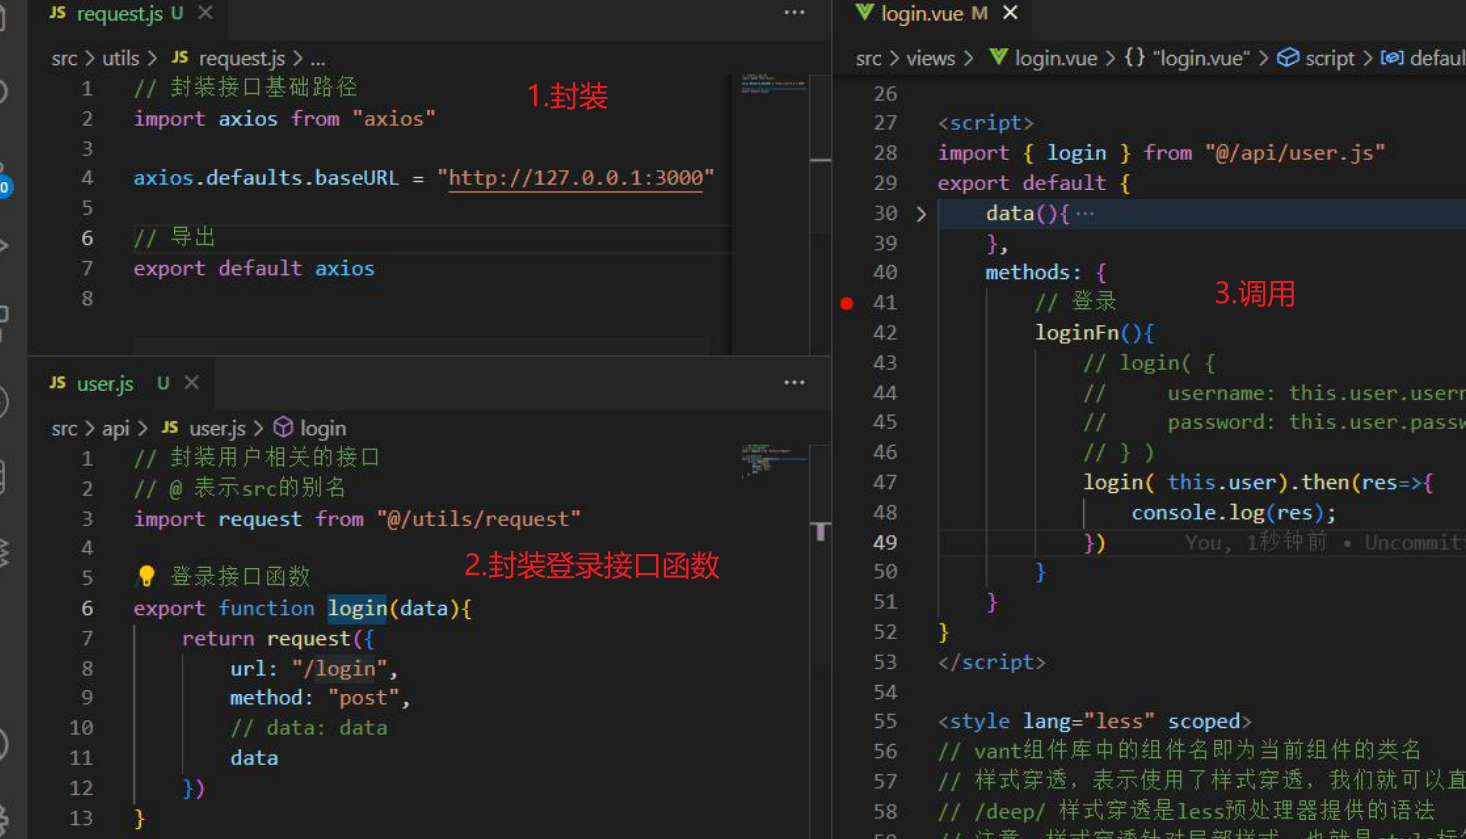 JS request.js U
src > utils > JS request.js > ...
1 // 封装接口基础路径
2 import axios from "axios"
3
4 axios.defaults.baseURL = "http://127.0.0.1:3000"
5
6 // 导出
7 export default axios
8
1.封装
JS user.js U
src > api > JS user.js > login
1 // 封装用户相关的接口
2 // @ 表示src的别名
3 import request from "@/utils/request"
4
5 登录接口函数
6 export function login(data){
7 return request({
8 url: "/login",
9 method: "post",
10 // data: data
11 data
12 })
13 }
2.封装登录接口函数
login.vue M
src > views > login.vue > {} "login.vue" > script > defaul
26
27 <script>
28 import { login } from "@/api/user.js"
29 export default {
30 data(){ ...
39 },
40 methods: {
41 // 登录
42 loginFn(){
43 // login( {
44 // username: this.user.usern
45 // password: this.user.passw
46 // } )
47 login( this.user).then(res=>{
48 console.log(res);
49 }) You, 1秒钟前 • Uncommit
50 }
51 }
52 }
53 </script>
54
55 <style lang="less" scoped>
56 // vant组件库中的组件名即为当前组件的类名
57 // 样式穿透，表示使用了样式穿透，我们就可以直
58 // /deep/ 样式穿透是less预处理器提供的语法
3.调用